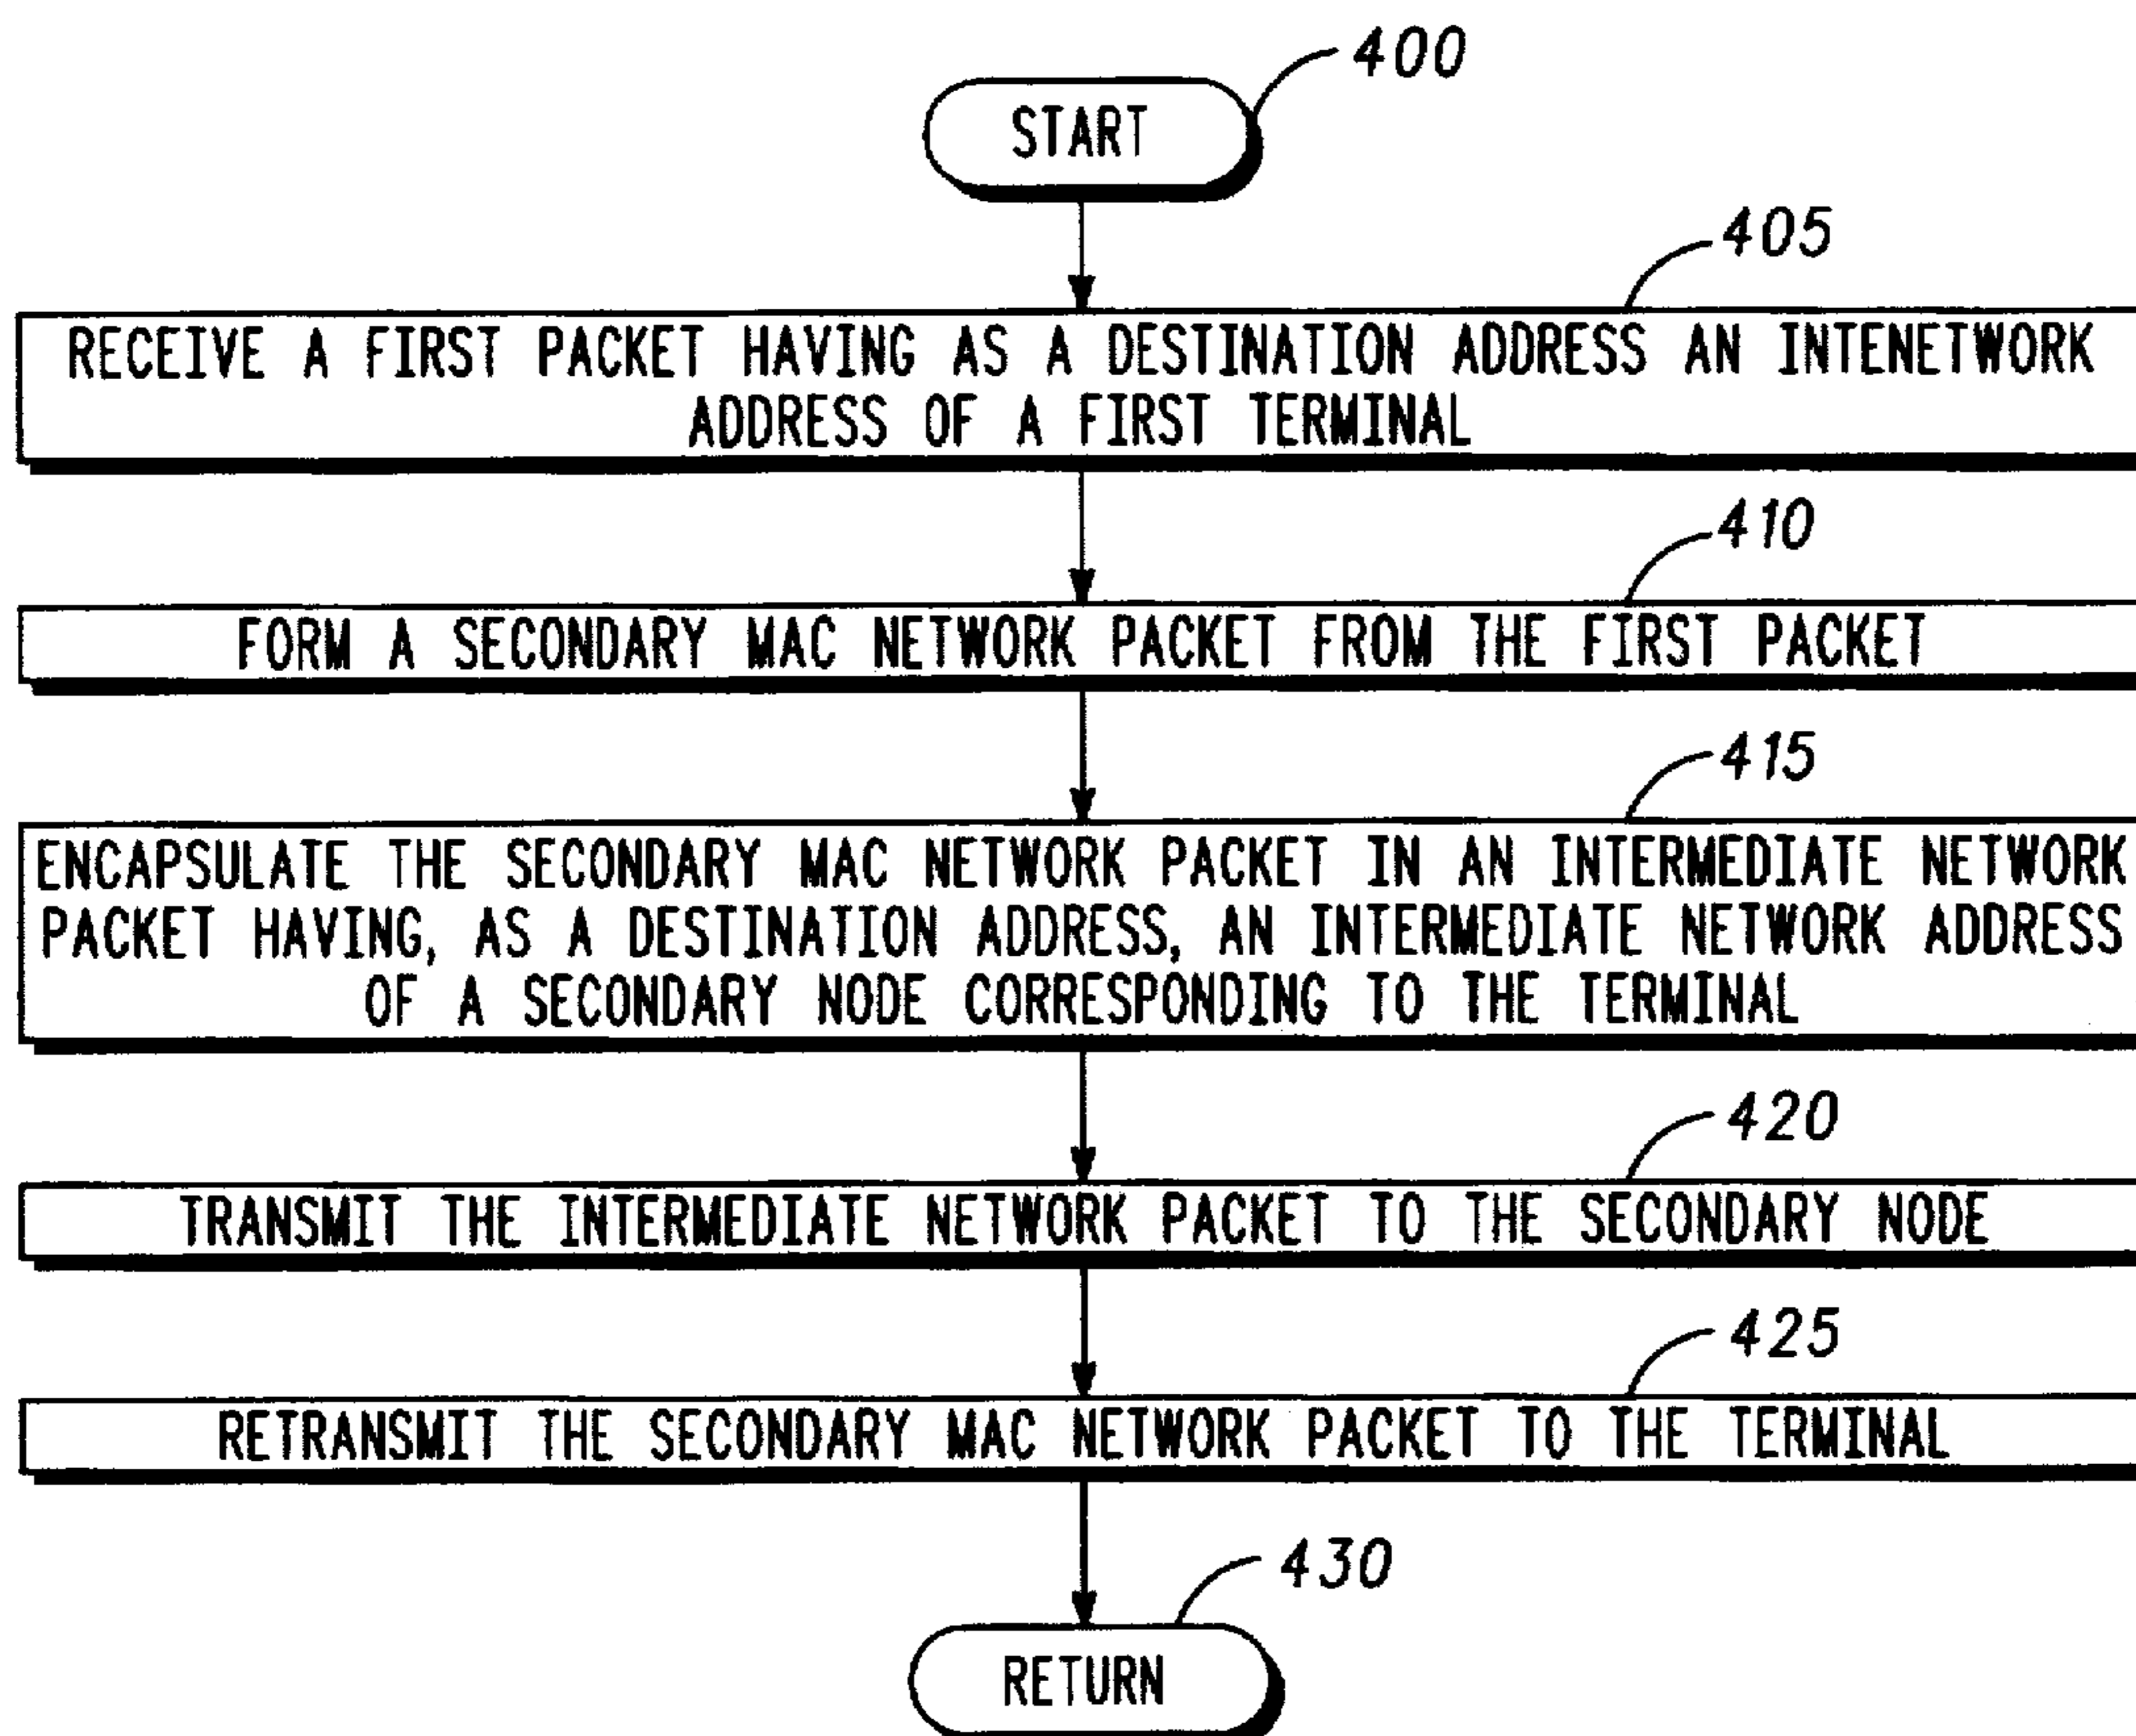 400
START
405
RECEIVE A FIRST PACKET HAVING AS A DESTINATION ADDRESS AN INTENETWORK
ADDRESS OF A FIRST TERMINAL
410
FORM A SECONDARY MAC NETWORK PACKET FROM THE FIRST PACKET
415
ENCAPSULATE THE SECONDARY MAC NETWORK PACKET IN AN INTERMEDIATE NETWORK
PACKET HAVING, AS A DESTINATION ADDRESS, AN INTERMEDIATE NETWORK ADDRESS
OF A SECONDARY NODE CORRESPONDING TO THE TERMINAL
420
TRANSMIT THE INTERMEDIATE NETWORK PACKET TO THE SECONDARY NODE
425
RETRANSMIT THE SECONDARY MAC NETWORK PACKET TO THE TERMINAL
430
RETURN